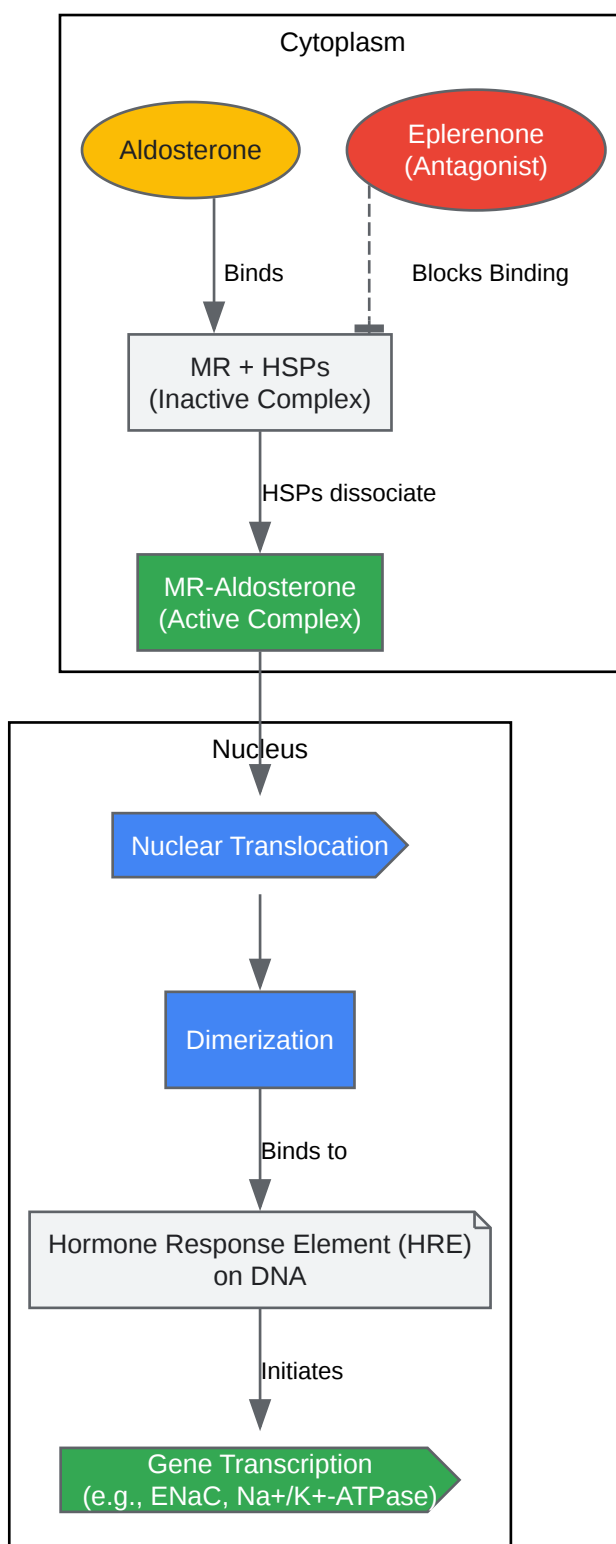 Cytoplasm
Aldosterone
Eplerenone
(Antagonist)
Binds
Blocks Binding
MR + HSPs
(Inactive Complex)
HSPs dissociate
MR-Aldosterone
(Active Complex)
Nucleus
Nuclear Translocation
Dimerization
Binds to
Hormone Response Element (HRE)
on DNA
Initiates
Gene Transcription
(e.g., ENaC, Na+/K+-ATPase)